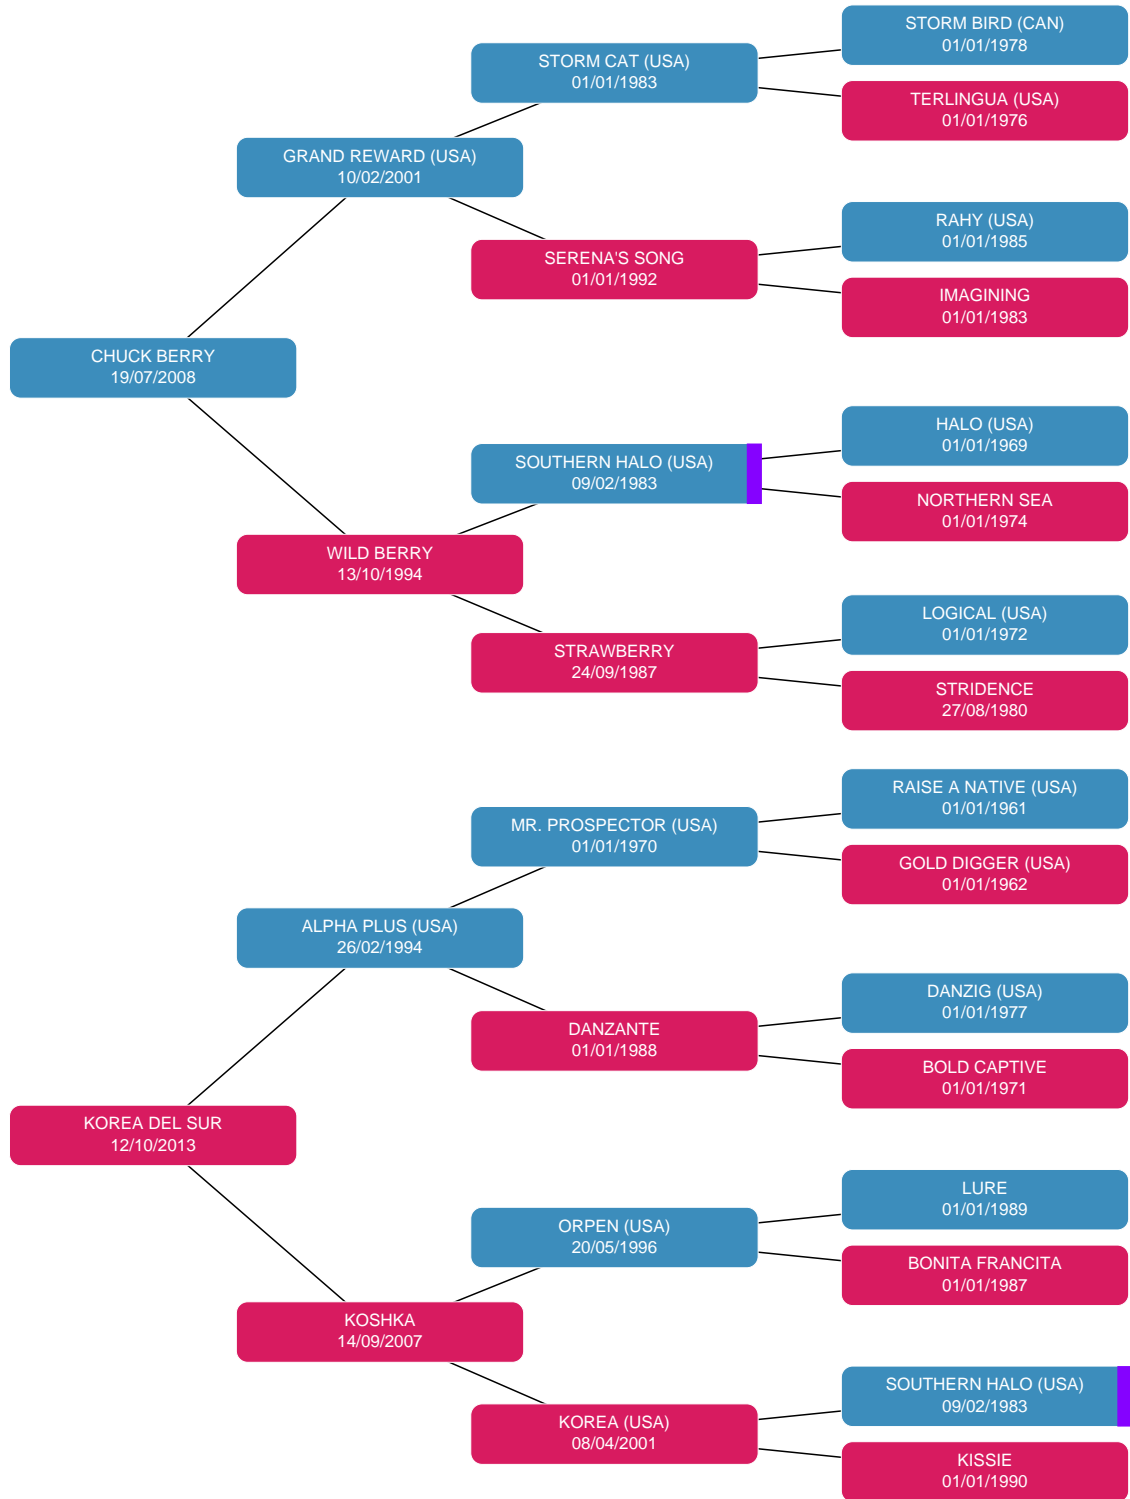 STORM BIRD (CAN)
01/01/1978
STORM CAT (USA)
01/01/1983
TERLINGUA (USA)
01/01/1976
GRAND REWARD (USA)
10/02/2001
RAHY (USA)
01/01/1985
SERENA'S SONG
01/01/1992
IMAGINING
01/01/1983
CHUCK BERRY
19/07/2008
HALO (USA)
01/01/1969
SOUTHERN HALO (USA)
09/02/1983
NORTHERN SEA
01/01/1974
WILD BERRY
13/10/1994
LOGICAL (USA)
01/01/1972
STRAWBERRY
24/09/1987
STRIDENCE
27/08/1980
RAISE A NATIVE (USA)
01/01/1961
MR. PROSPECTOR (USA)
01/01/1970
GOLD DIGGER (USA)
01/01/1962
ALPHA PLUS (USA)
26/02/1994
DANZIG (USA)
01/01/1977
DANZANTE
01/01/1988
BOLD CAPTIVE
01/01/1971
KOREA DEL SUR
12/10/2013
LURE
01/01/1989
ORPEN (USA)
20/05/1996
BONITA FRANCITA
01/01/1987
KOSHKA
14/09/2007
SOUTHERN HALO (USA)
09/02/1983
KOREA (USA)
08/04/2001
KISSIE
01/01/1990